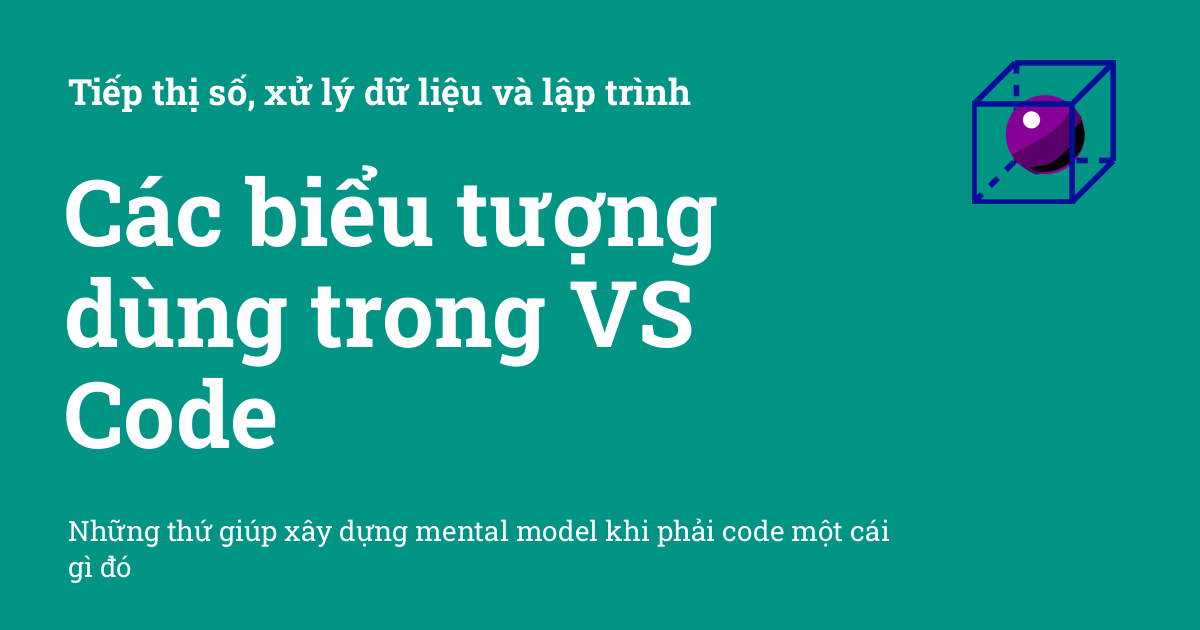 Tiếp thị số, xử lý dữ liệu và lập trình
Các biểu tượng
dùng trong VS
Code
Những thứ giúp xây dựng mental model khi phải code một cái
gì đó